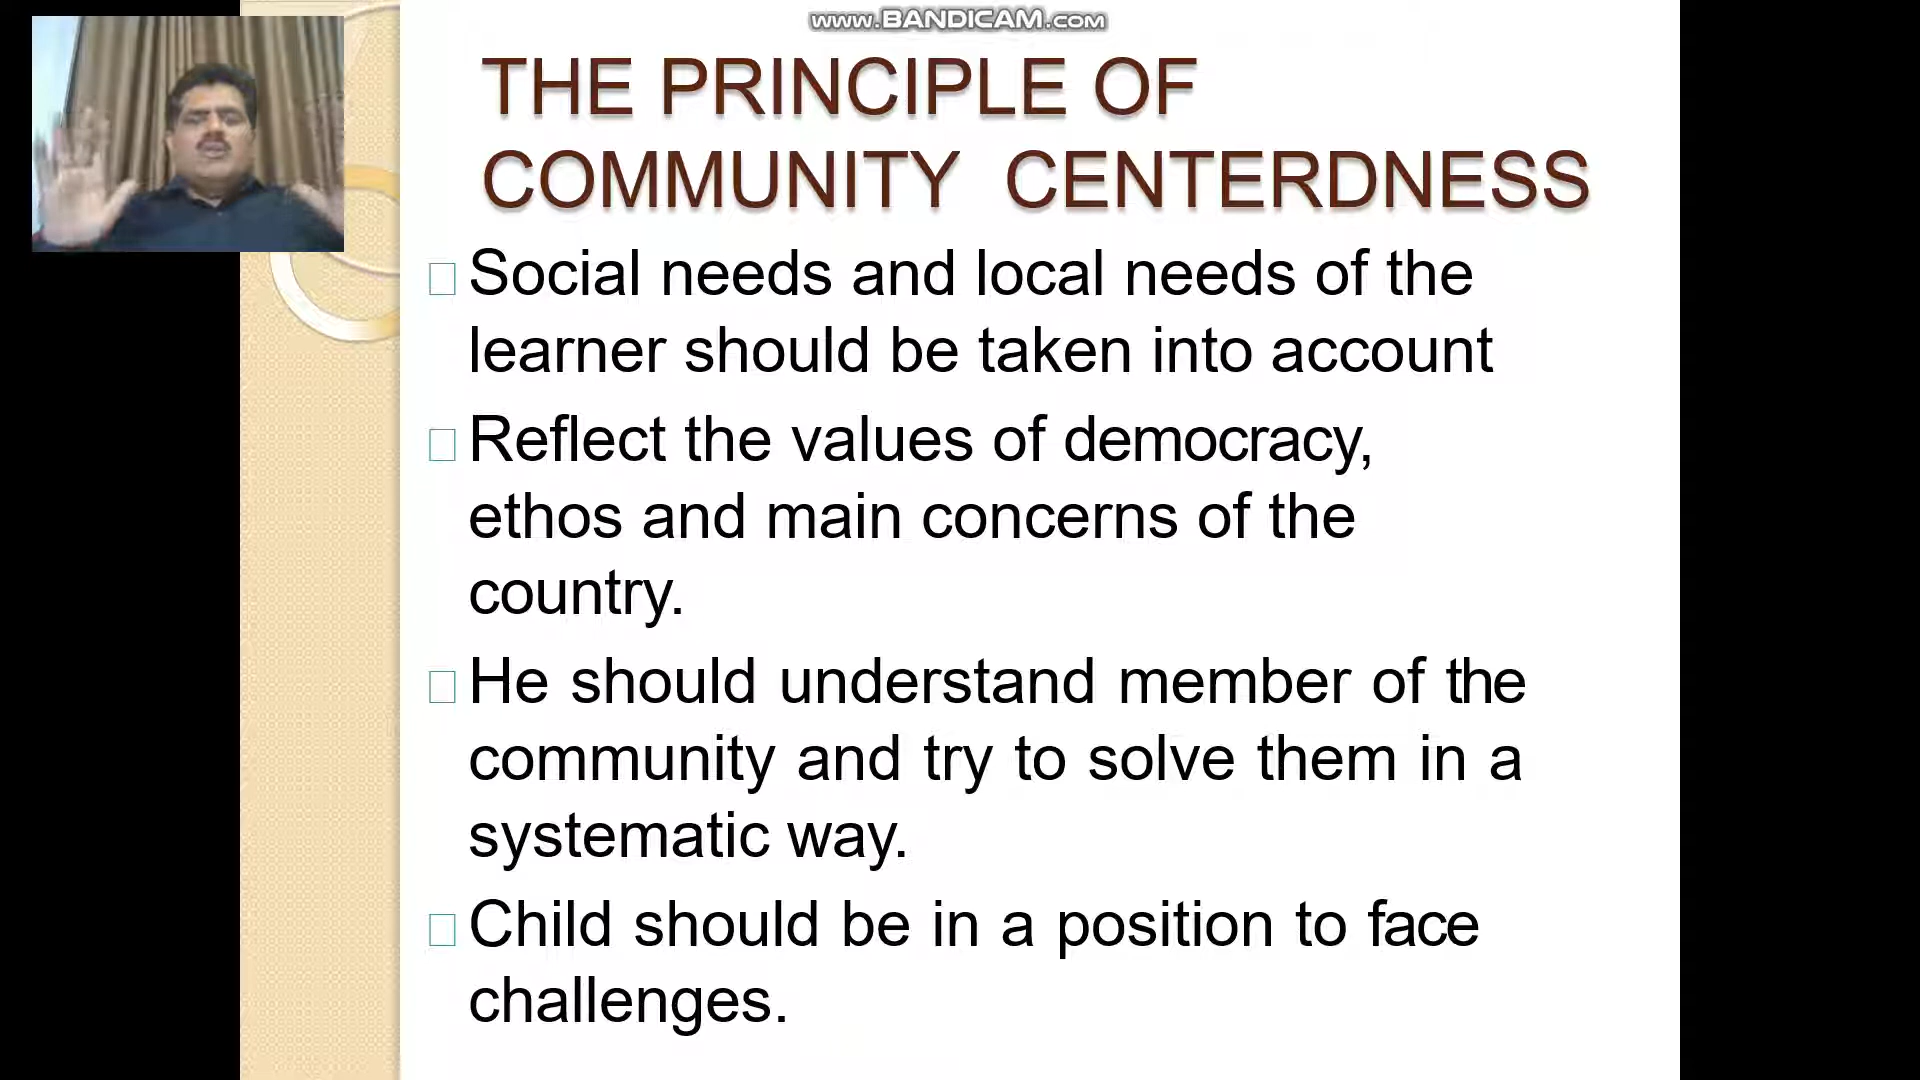 www.BANDICAM.com
THE PRINCIPLE OF
COMMUNITY CENTERDNESS
Social needs and local needs of the
learner should be taken into account
Reflect the values of democracy,
ethos and main concerns of the
country.
He should understand member of the
community and try to solve them in a
systematic way.
Child should be in a position to face
challenges.